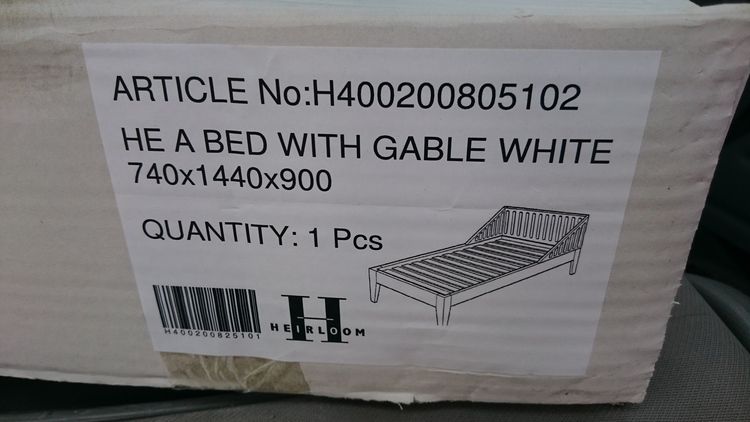 ARTICLE No:H400200805102
HE A BED WITH GABLE WHITE
740x1440x900
QUANTITY: 1 Pcs
H400200825101
H
HEIRLOOM